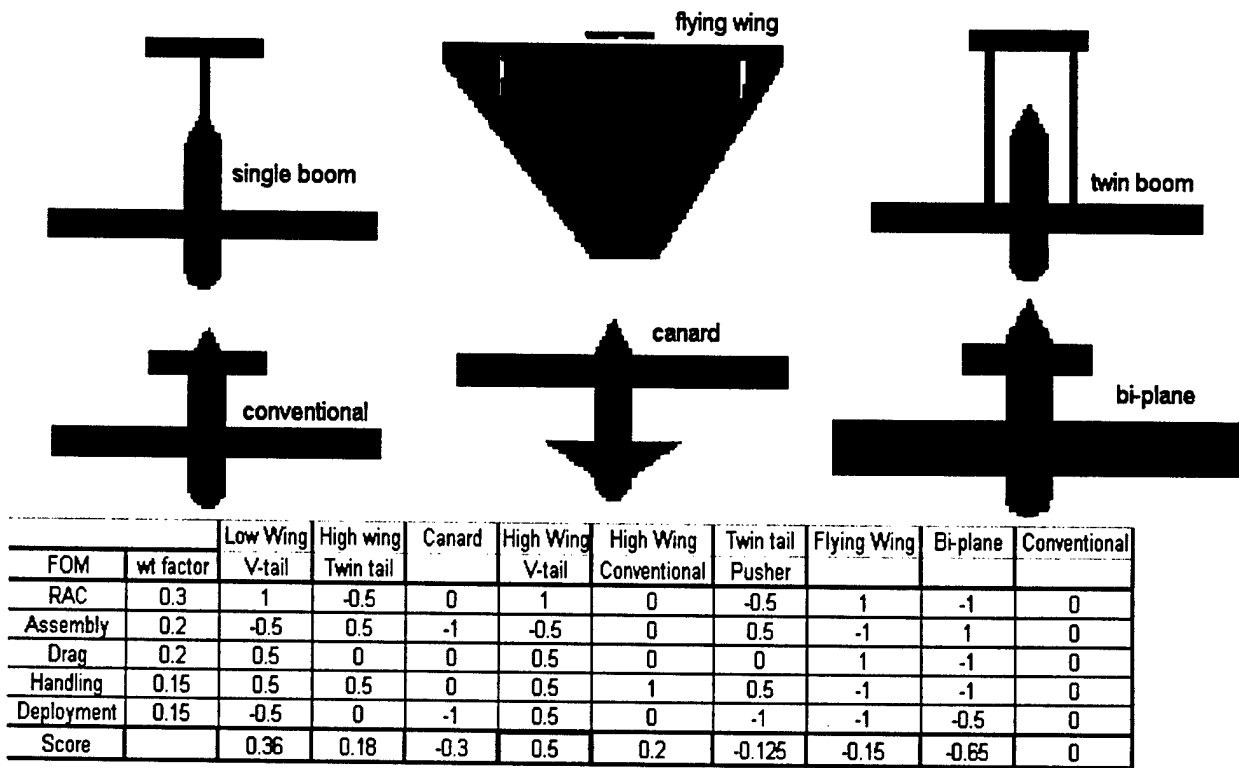 flying wing
single boom
twin boom
canard
conventional
bi-plane
Low Wing High wing Canard High Wing High Wing Twin tail Flying Wing Bi-plane Conventional
FOM wt factor V-tail Twin tail V-tail Conventional Pusher
RAC 0.3 1 -0.5 0 1 0 -0.5 1 -1 0
Assembly 0.2 -0.5 0.5 -1 -0.5 0 0.5 -1 1 0
Drag 0.2 0.5 0 0 0.5 0 0 1 -1 0
Handling 0.15 0.5 0.5 0 0.5 1 0.5 -1 -1 0
Deployment 0.15 -0.5 0 -1 0.5 0 -1 -1 -0.5 0
Score 0.36 0.18 -0.3 0.5 0.2 -0.125 -0.15 -0.65 0